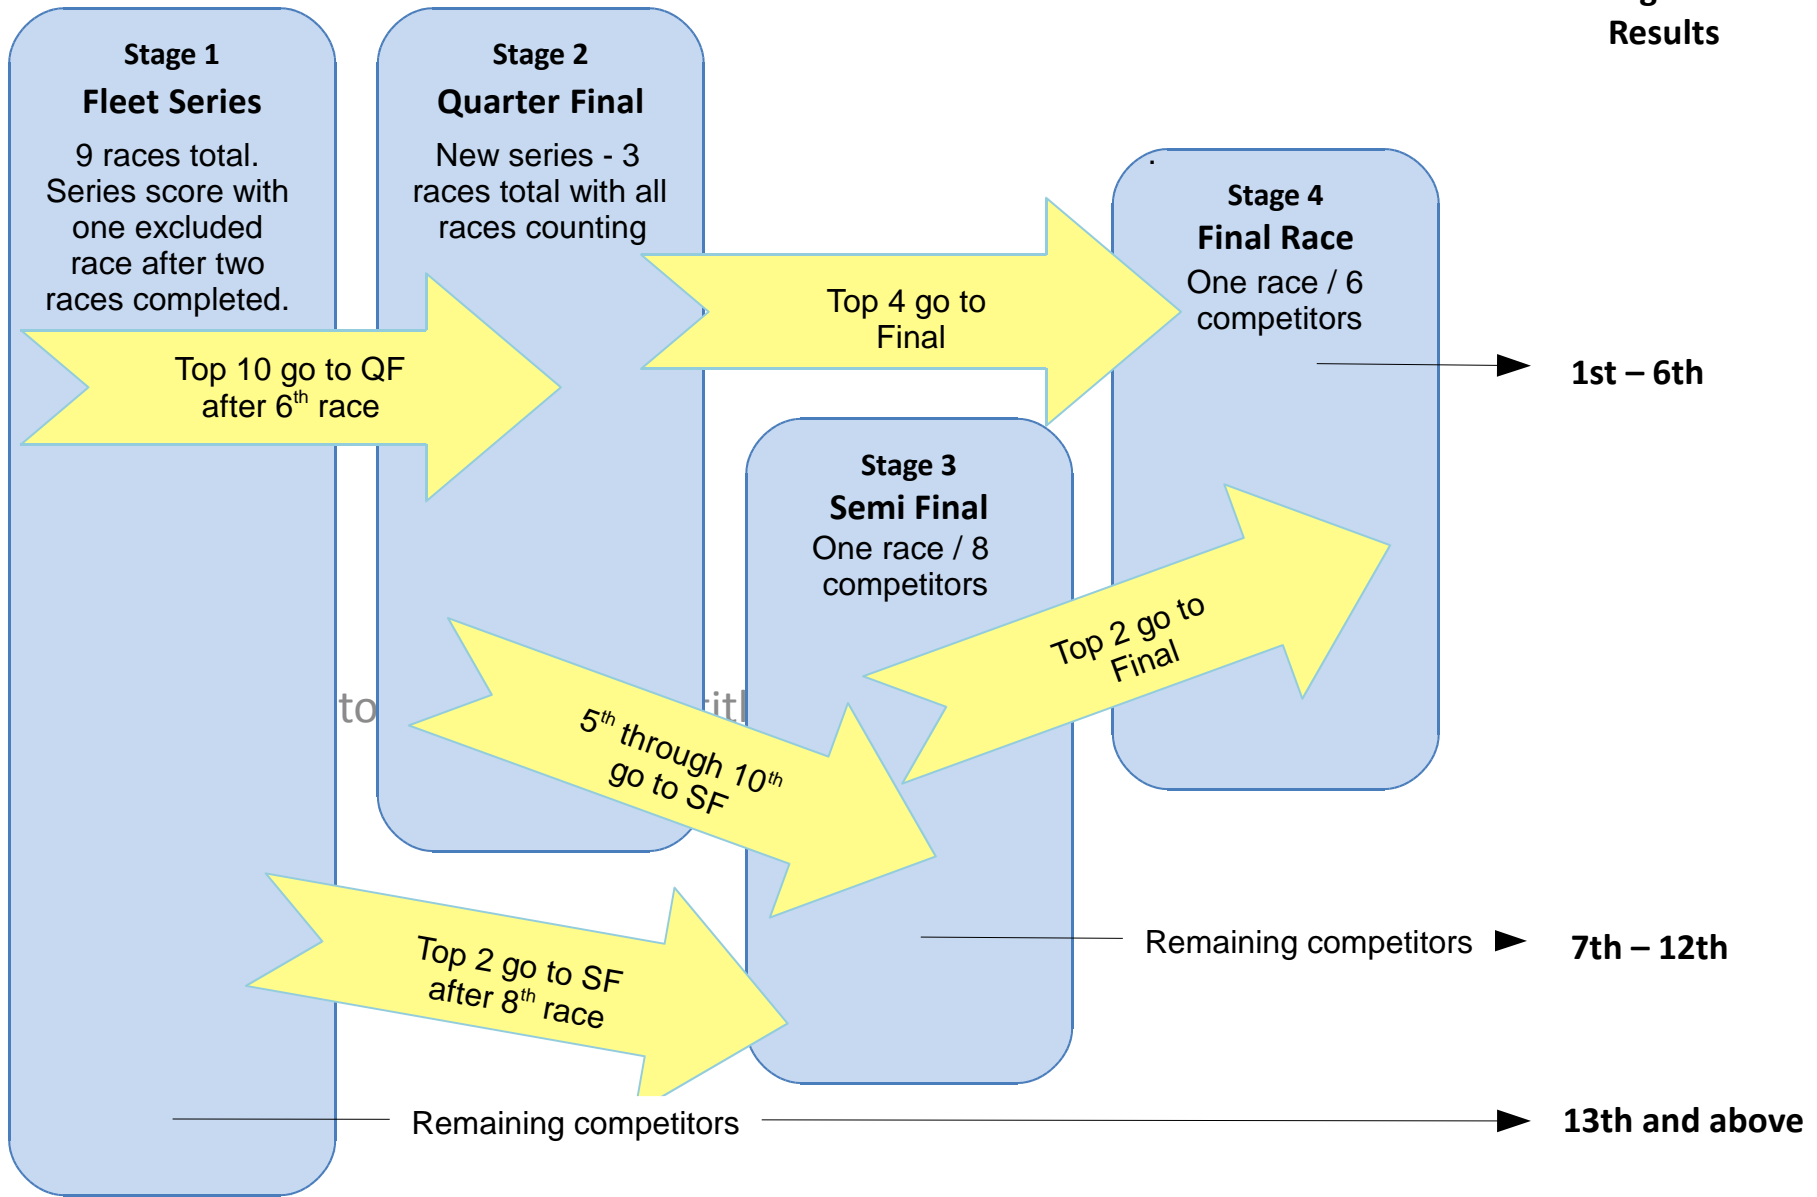 Results
Stage 1
Fleet Series
9 races total.
Series score with
one excluded
race after two
races completed.
Top 10 go to QF
after 6th race
Stage 2
Quarter Final
New series - 3
races total with all
races counting
Top 4 go to
Final
.
Stage 4
Final Race
One race / 6
competitors
1st – 6th
Stage 3
Semi Final
One race / 8
competitors
Top 2 go to
Final
to
5th through 10th
go to SF
Top 2 go to SF
after 8th race
Remaining competitors
7th – 12th
Remaining competitors
13th and above